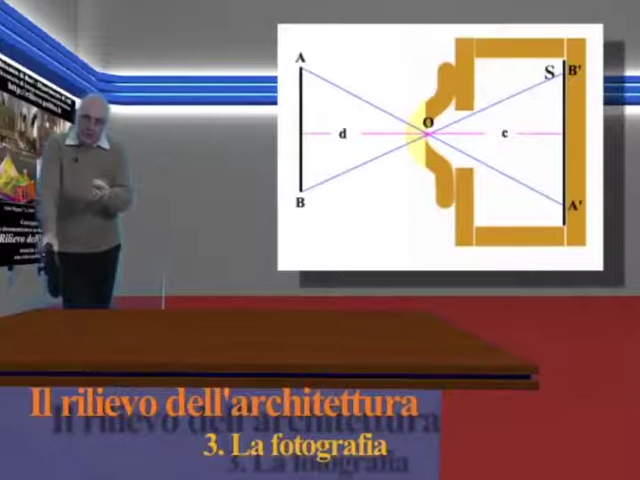 A
B
d
O
c
S
B'
A'
Il rilievo dell'architettura
3. La fotografia